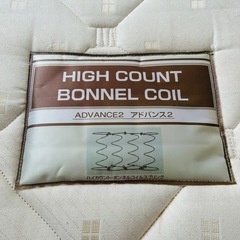 HIGH COUNT
BONNEL COIL
ADVANCE2 アドバンス2
ハイカウントボンネルコイルスプリング